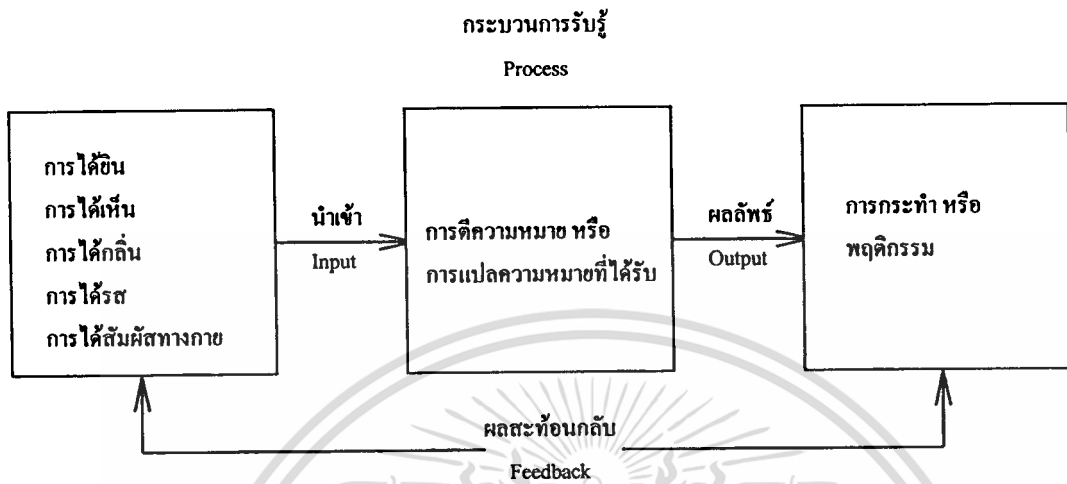 กระบวนการรับรู้
Process
การได้ยิน
การได้เห็น
การได้กลิ่น
การได้รส
การได้สัมผัสทางกาย
นำเข้า
Input
การตีความหมาย หรือ
การแปลความหมายที่ได้รับ
ผลลัพธ์
Output
การกระทำ หรือ
พฤติกรรม
ผลสะท้อนกลับ
Feedback